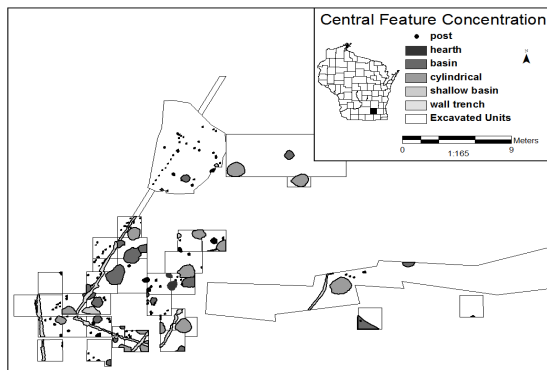 Central Feature Concentration
post
hearth
basin
cylindrical
shallow basin
wall trench
Excavated Units
N
Meters
0 9
1:165